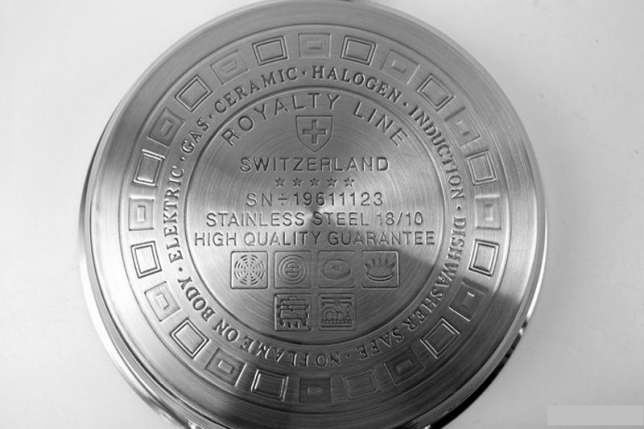 ELEKTRIC · GAS · CERAMIC · HALOGEN · INDUCTION · DISHWASHER SAFE · NO FLAME ON BODY ·
ROYALTY LINE
SWITZERLAND
★★★★★
SN÷19611123
STAINLESS STEEL 18/10
HIGH QUALITY GUARANTEE